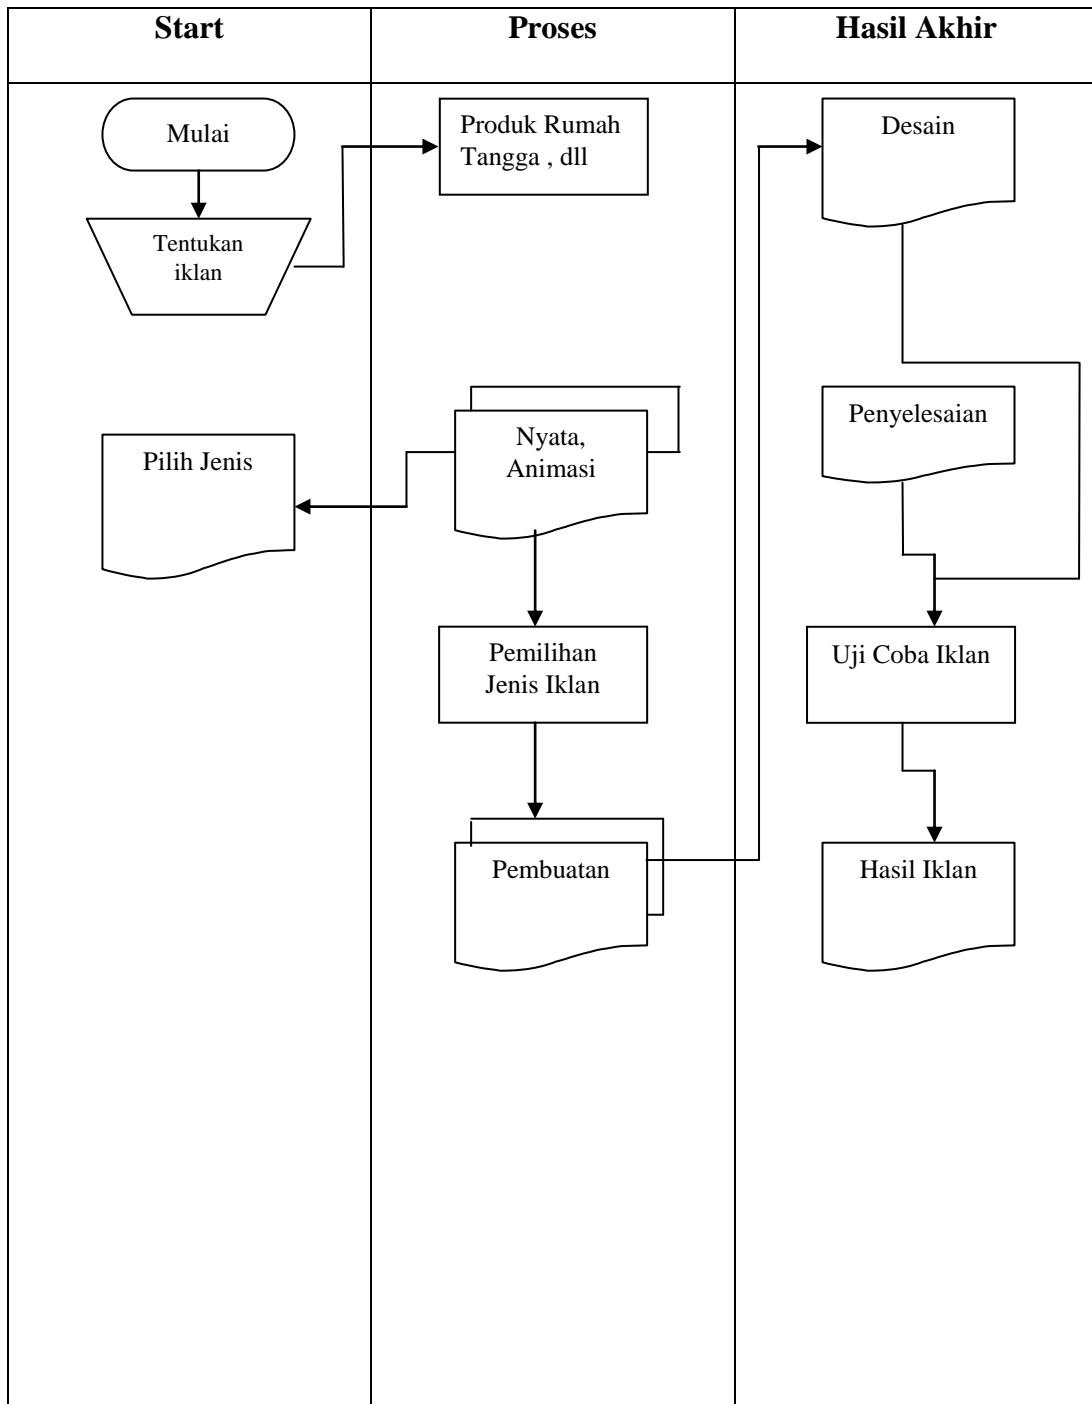 Start
Proses
Hasil Akhir
Mulai
Tentukan
iklan
Produk Rumah
Tangga , dll
Desain
Pilih Jenis
Nyata,
Animasi
Penyelesaian
Pemilihan
Jenis Iklan
Uji Coba Iklan
Pembuatan
Hasil Iklan